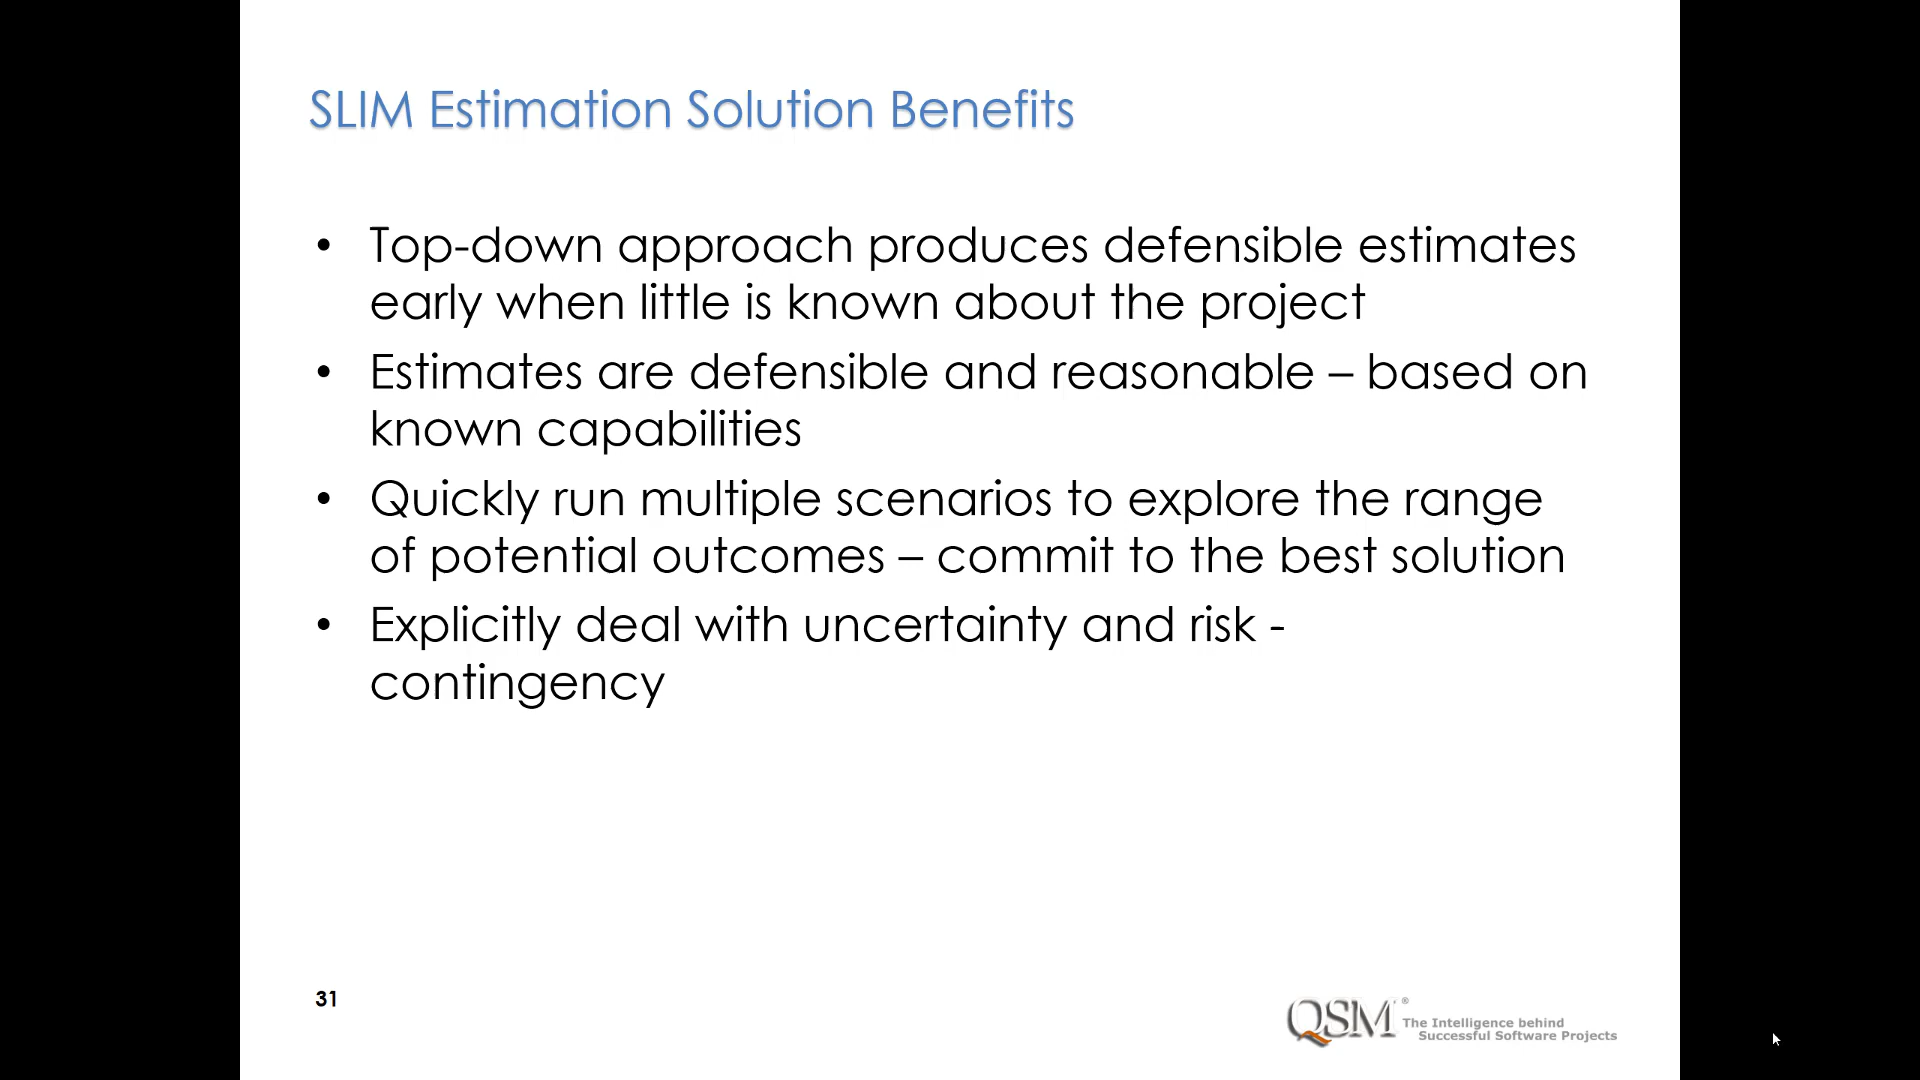 SLIM Estimation Solution Benefits
• Top-down approach produces defensible estimates
early when little is known about the project
• Estimates are defensible and reasonable – based on
known capabilities
• Quickly run multiple scenarios to explore the range
of potential outcomes – commit to the best solution
• Explicitly deal with uncertainty and risk -
contingency
31
QSM® The Intelligence behind
Successful Software Projects